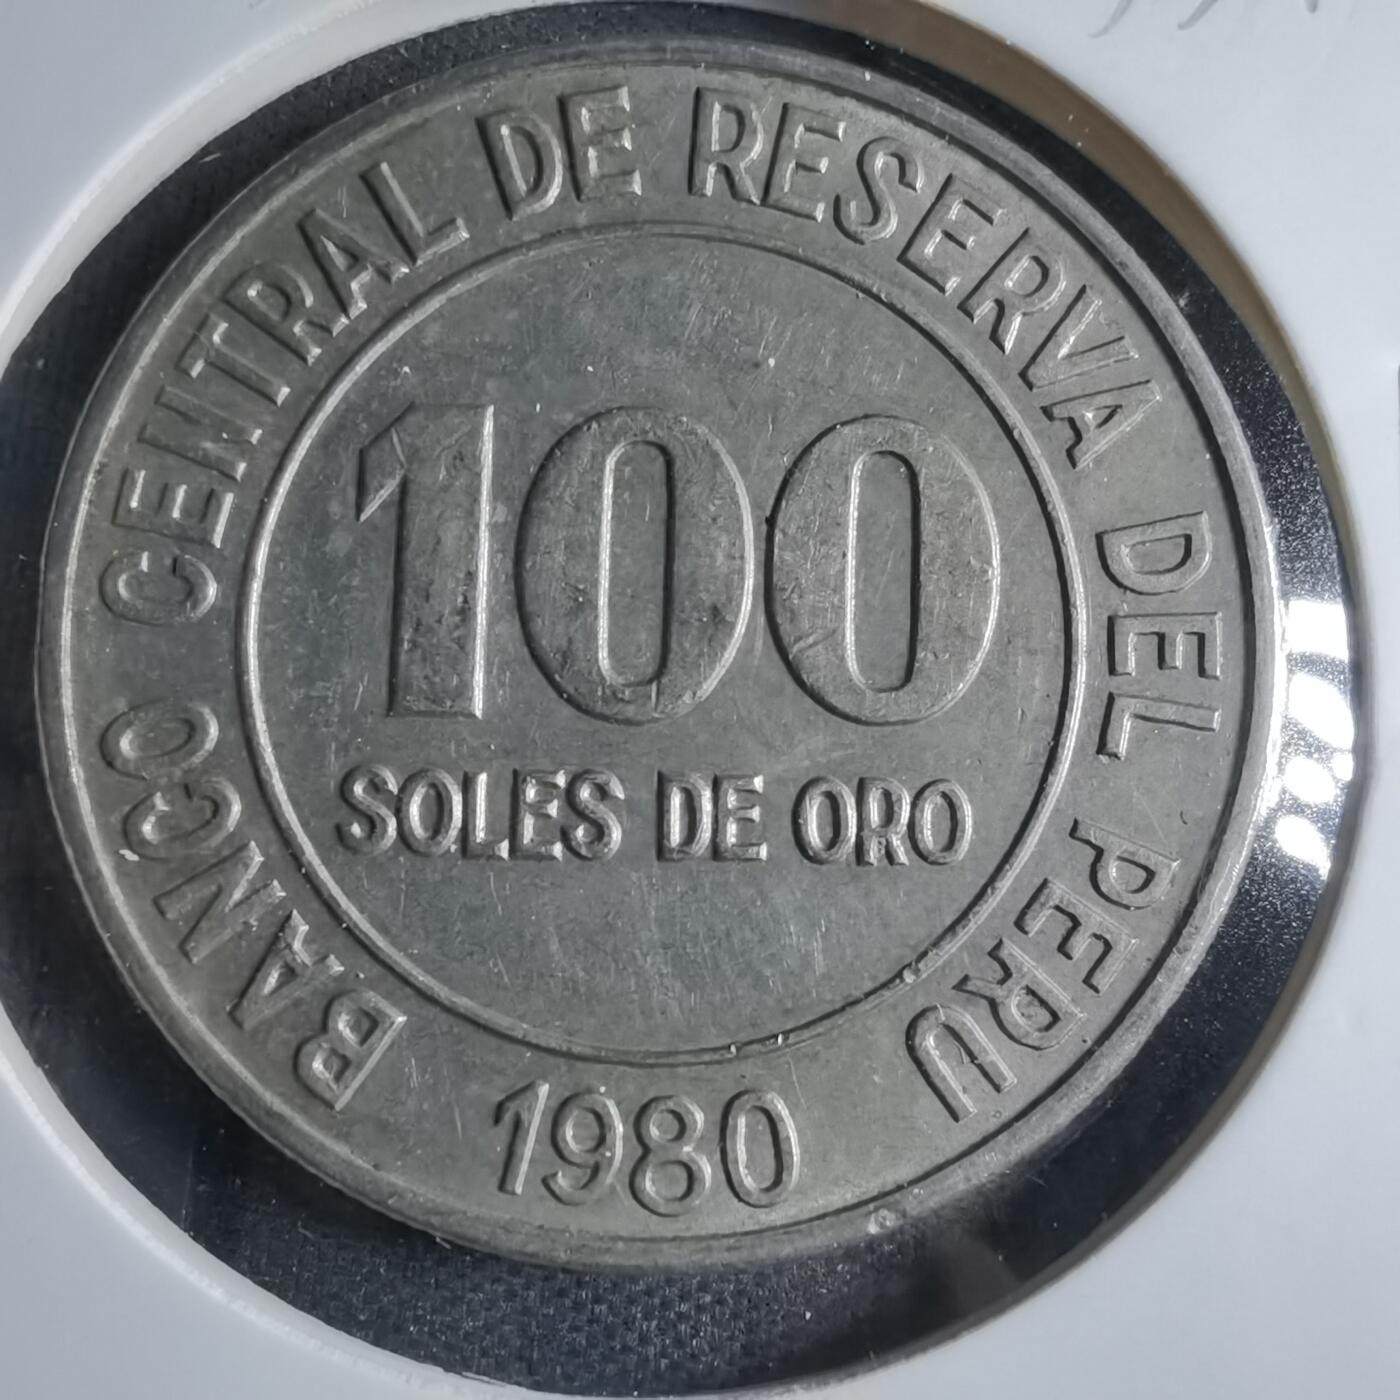 BANCO CENTRAL DE RESERVA DEL PERU
100
SOLES DE ORO
1980